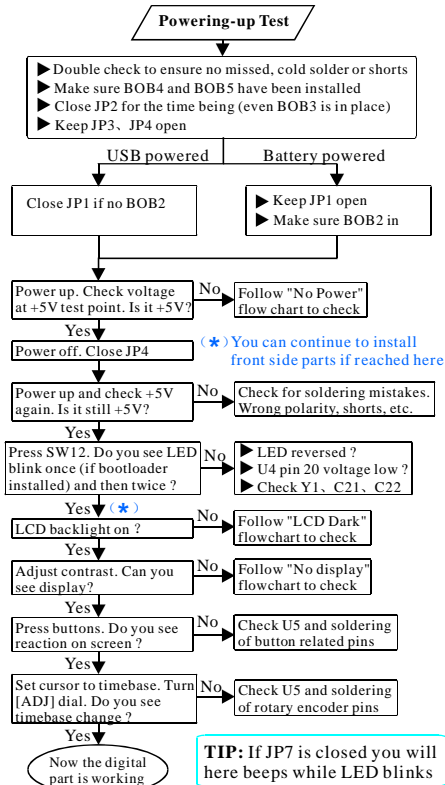 Powering-up Test
▶ Double check to ensure no missed, cold solder or shorts
▶ Make sure BOB4 and BOB5 have been installed
▶ Close JP2 for the time being (even BOB3 is in place)
▶ Keep JP3、JP4 open
USB powered
Battery powered
Close JP1 if no BOB2
▶ Keep JP1 open
▶ Make sure BOB2 in
Power up. Check voltage
at +5V test point. Is it +5V?
No
Follow "No Power"
flow chart to check
Yes
Power off. Close JP4
(*)You can continue to install
front side parts if reached here
Power up and check +5V
again. Is it still +5V?
No
Check for soldering mistakes.
Wrong polarity, shorts, etc.
Yes
Press SW12. Do you see LED
blink once (if bootloader
installed) and then twice ?
No
▶ LED reversed ?
▶ U4 pin 20 voltage low ?
▶ Check Y1、C21、C22
Yes (*)
LCD backlight on ?
No
Follow "LCD Dark"
flowchart to check
Yes
Adjust contrast. Can you
see display?
No
Follow "No display"
flowchart to check
Yes
Press buttons. Do you see
reaction on screen ?
No
Check U5 and soldering
of button related pins
Yes
Set cursor to timebase. Turn
[ADJ] dial. Do you see
timebase change ?
No
Check U5 and soldering
of rotary encoder pins
Yes
Now the digital
part is working
TIP: If JP7 is closed you will
here beeps while LED blinks